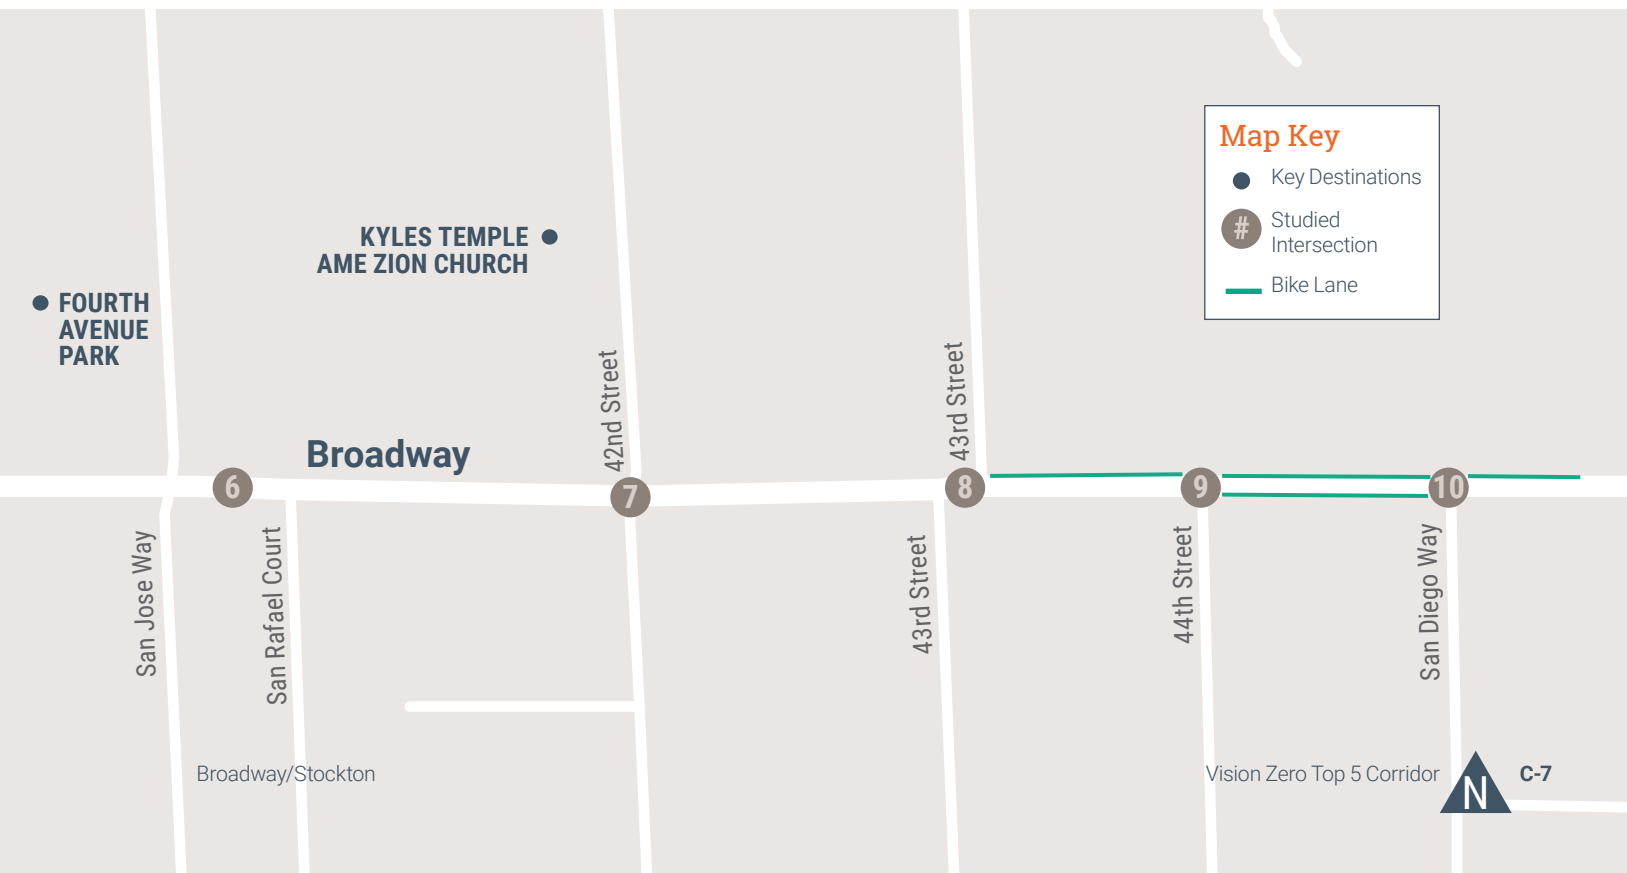 Map Key
Key Destinations
#
Studied
Intersection
Bike Lane
KYLES TEMPLE
AME ZION CHURCH
FOURTH
AVENUE
PARK
42nd Street
43rd Street
Broadway
6
7
8
9
10
San Jose Way
San Rafael Court
43rd Street
44th Street
San Diego Way
Broadway/Stockton
Vision Zero Top 5 Corridor
N
C-7